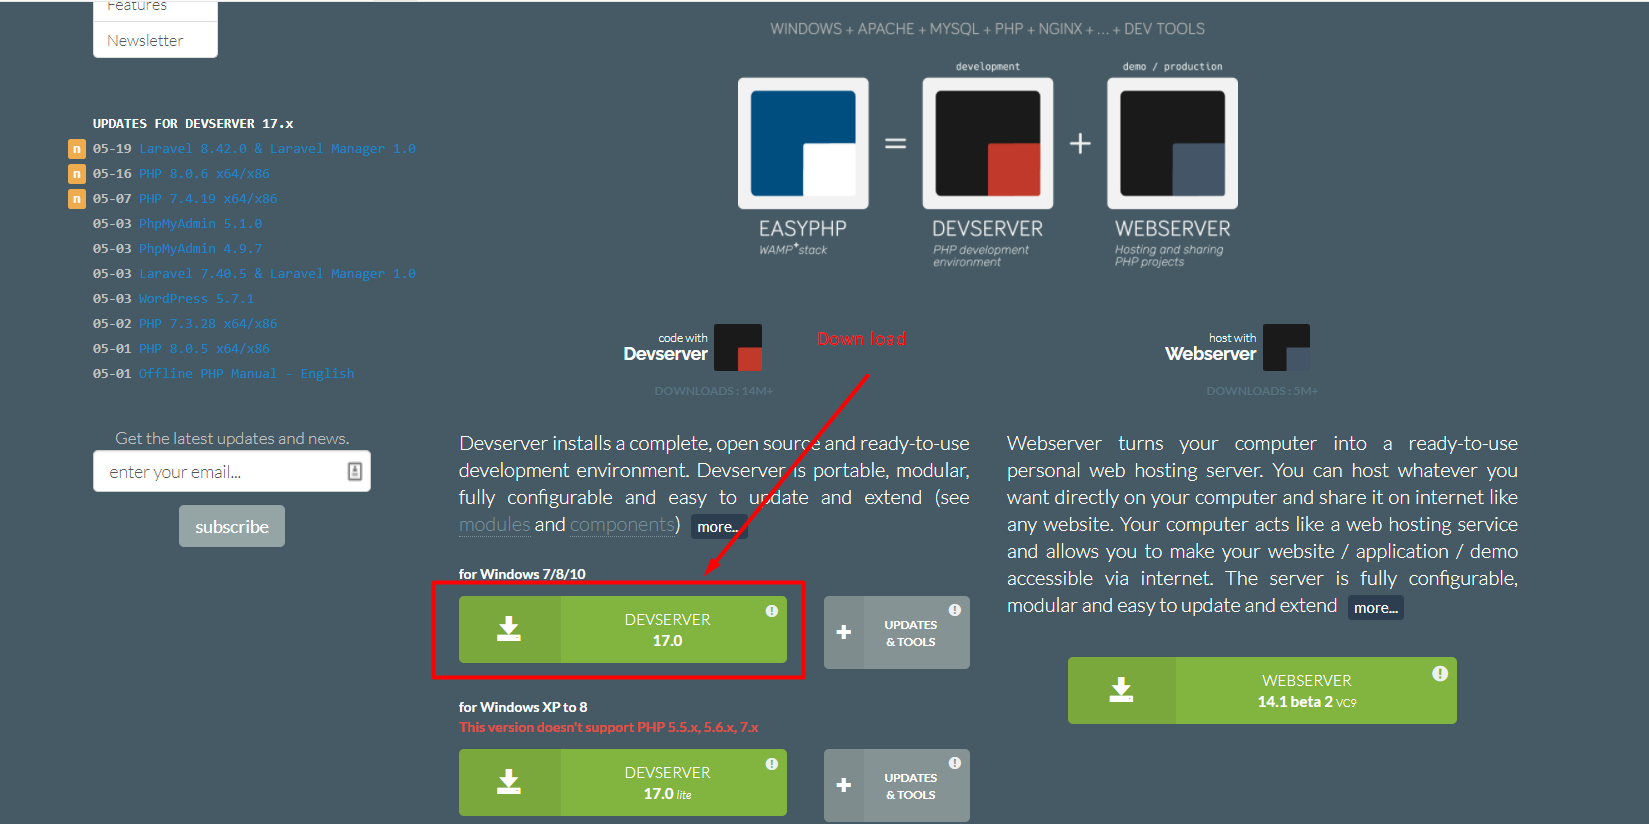 Features
Newsletter
UPDATES FOR DEVSERVER 17.x
n 05-19 Laravel 8.42.0 & Laravel Manager 1.0
n 05-16 PHP 8.0.6 x64/x86
n 05-07 PHP 7.4.19 x64/x86
05-03 PhpMyAdmin 5.1.0
05-03 PhpMyAdmin 4.9.7
05-03 Laravel 7.40.5 & Laravel Manager 1.0
05-03 WordPress 5.7.1
05-02 PHP 7.3.28 x64/x86
05-01 PHP 8.0.5 x64/x86
05-01 Offline PHP Manual - English
Get the latest updates and news.
enter your email...
subscribe
WINDOWS + APACHE + MYSQL + PHP + NGINX + ... + DEV TOOLS
development
demo / production
=
+
EASYPHP
WAMP+stack
DEVSERVER
PHP development
environment
WEBSERVER
Hosting and sharing
PHP projects
code with
Devserver
DOWNLOADS : 14M+
Down load
Devserver installs a complete, open source and ready-to-use
development environment. Devserver is portable, modular,
fully configurable and easy to update and extend (see
modules and components) more...
for Windows 7/8/10
DEVSERVER
17.0
UPDATES
& TOOLS
for Windows XP to 8
This version doesn't support PHP 5.5.x, 5.6.x, 7.x
DEVSERVER
17.0 lite
UPDATES
& TOOLS
host with
Webserver
DOWNLOADS : 5M+
Webserver turns your computer into a ready-to-use
personal web hosting server. You can host whatever you
want directly on your computer and share it on internet like
any website. Your computer acts like a web hosting service
and allows you to make your website / application / demo
accessible via internet. The server is fully configurable,
modular and easy to update and extend more...
WEBSERVER
14.1 beta 2 VC9